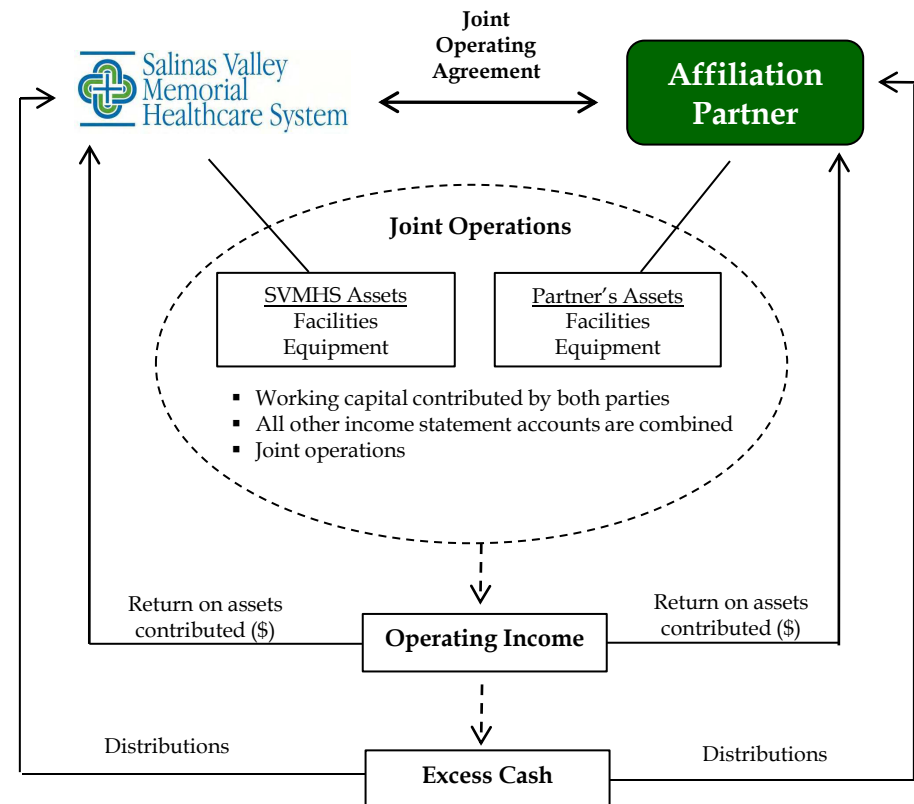 Joint
Operating
Agreement
Salinas Valley
Memorial
Healthcare System
Affiliation
Partner
Joint Operations
SVMHS Assets
Facilities
Equipment
Partner’s Assets
Facilities
Equipment
▪ Working capital contributed by both parties
▪ All other income statement accounts are combined
▪ Joint operations
Return on assets
contributed ($)
Operating Income
Return on assets
contributed ($)
Distributions
Excess Cash
Distributions